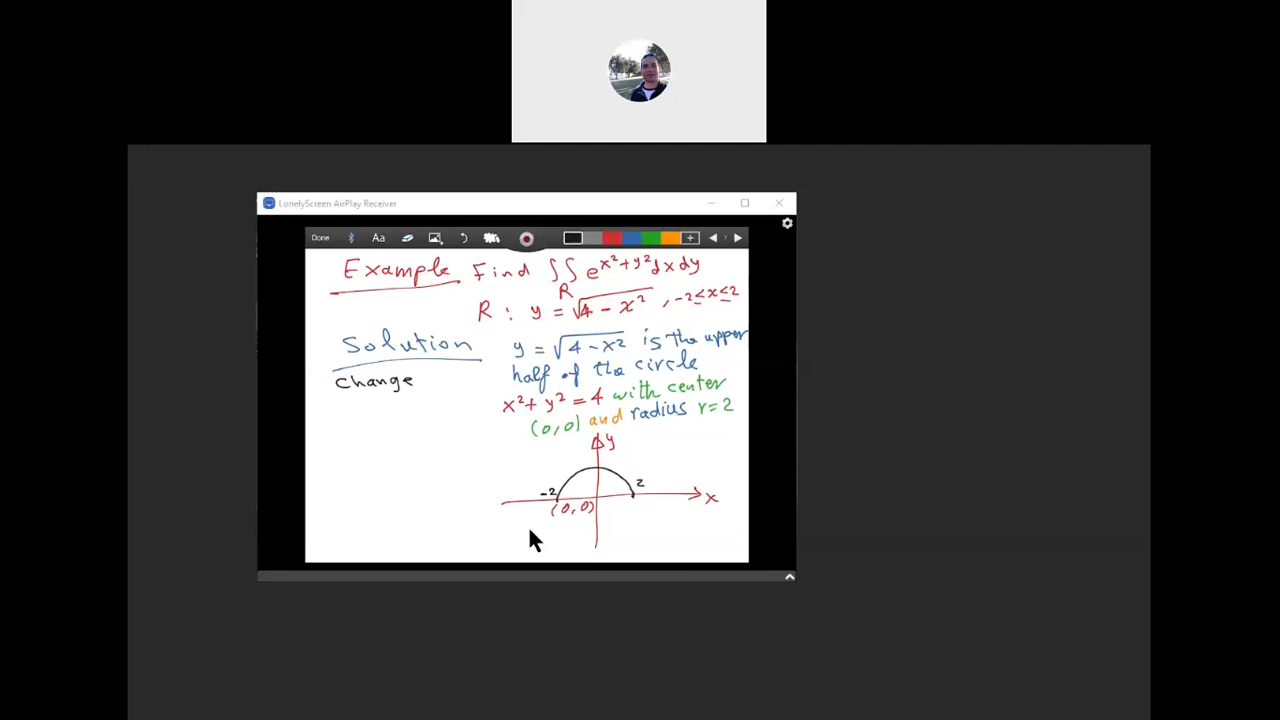 LonelyScreen AirPlay Receiver
Done Aa 7
Example Find ∬ e^{x²+y²} dx dy
R
R : y = √(4 - x²) , -2 ≤ x ≤ 2
Solution y = √(4 - x²) is the upper
half of the circle
Change
x² + y² = 4 with center
(0,0) and radius r = 2
y
-2 2
(0,0) x